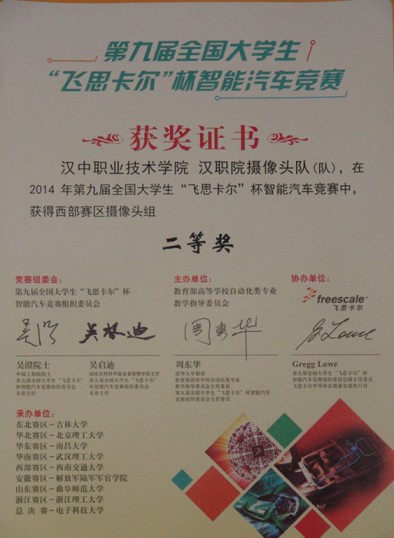 第九届全国大学生
“飞思卡尔”杯智能汽车竞赛
获奖证书
汉中职业技术学院 汉职院摄像头队(队),在
2014 年第九届全国大学生“飞思卡尔”杯智能汽车竞赛中,
获得西部赛区摄像头组
二等奖
竞赛组委会:
第九届全国大学生“飞思卡尔”杯
智能汽车竞赛组织委员会
主办单位:
教育部高等学校自动化类专业
教学指导委员会
协办单位:
freescale
飞思卡尔
吴澄院士
吴启迪
周东华
清华大学教授
Gregg Lowe
承办单位:
东北赛区－吉林大学
华北赛区－北京理工大学
华东赛区－南昌大学
华南赛区－武汉理工大学
西部赛区－西南交通大学
安徽赛区－解放军陆军军官学院
山东赛区－曲阜师范大学
浙江赛区－浙江理工大学
总决赛－电子科技大学